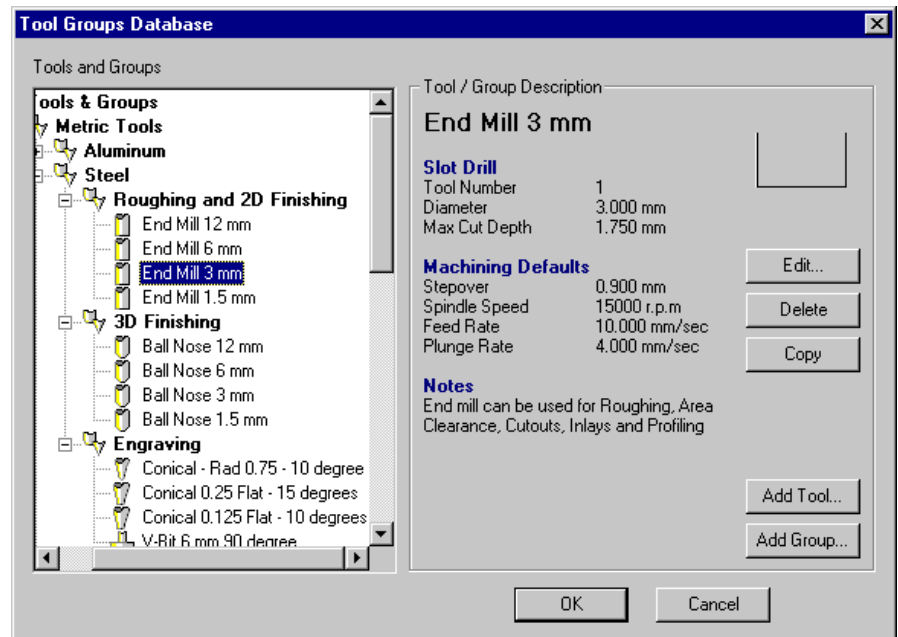 Tool Groups Database
Tools and Groups
ools & Groups
Metric Tools
Aluminum
Steel
Roughing and 2D Finishing
End Mill 12 mm
End Mill 6 mm
End Mill 3 mm
End Mill 1.5 mm
3D Finishing
Ball Nose 12 mm
Ball Nose 6 mm
Ball Nose 3 mm
Ball Nose 1.5 mm
Engraving
Conical - Rad 0.75 - 10 degree
Conical 0.25 Flat - 15 degrees
Conical 0.125 Flat - 10 degrees
V-Bit 6 mm 90 degree
Tool / Group Description
End Mill 3 mm
Slot Drill
Tool Number 1
Diameter 3.000 mm
Max Cut Depth 1.750 mm
Machining Defaults
Stepover 0.900 mm
Spindle Speed 15000 r.p.m
Feed Rate 10.000 mm/sec
Plunge Rate 4.000 mm/sec
Notes
End mill can be used for Roughing, Area
Clearance, Cutouts, Inlays and Profiling
Edit...
Delete
Copy
Add Tool...
Add Group...
OK
Cancel